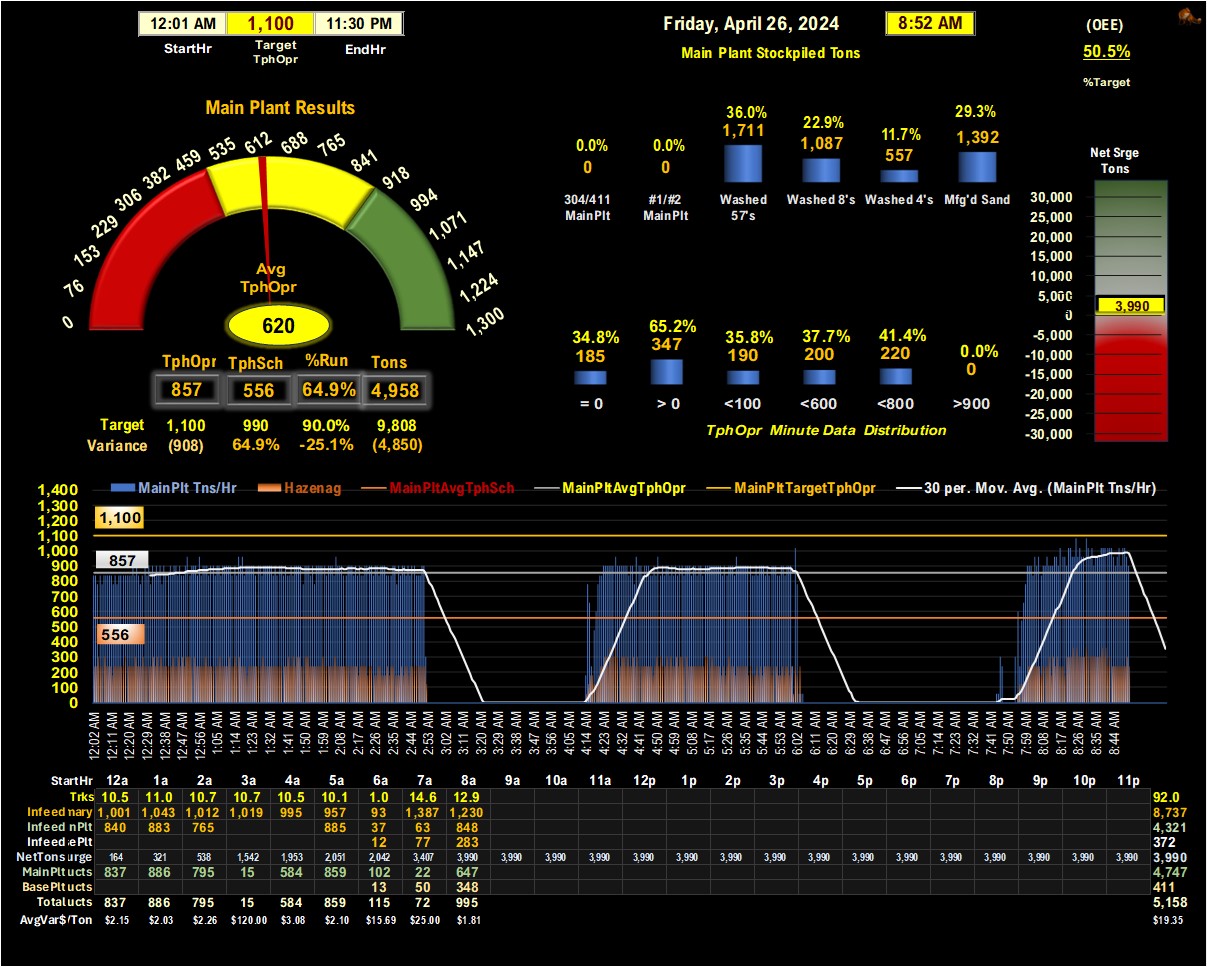 12:01 AM 1,100 11:30 PM
StartHr Target TphOpr EndHr
Friday, April 26, 2024 8:52 AM
Main Plant Stockpiled Tons
(OEE)
50.5%
%Target
Main Plant Results
0 76 153 229 306 382 459 535 612 688 765 841 918 994 1,071 1,147 1,224 1,300
Avg
TphOpr
620
TphOpr TphSch %Run Tons
857 556 64.9% 4,958
Target 1,100 990 90.0% 9,808
Variance (908) 64.9% -25.1% (4,850)
0.0% 0.0% 36.0% 22.9% 11.7% 29.3%
0 0 1,711 1,087 557 1,392
304/411 MainPlt #1/#2 MainPlt Washed 57's Washed 8's Washed 4's Mfg'd Sand
34.8% 65.2% 35.8% 37.7% 41.4% 0.0%
185 347 190 200 220 0
= 0 > 0 <100 <600 <800 >900
TphOpr Minute Data Distribution
Net Srge
Tons
30,000
25,000
20,000
15,000
10,000
5,000
3,990
0
-5,000
-10,000
-15,000
-20,000
-25,000
-30,000
MainPlt Tns/Hr Hazenag MainPltAvgTphSch MainPltAvgTphOpr MainPltTargetTphOpr 30 per. Mov. Avg. (MainPlt Tns/Hr)
1,400
1,300
1,200
1,100
1,000
900
800
700
600
500
400
300
200
100
0
1,100
857
556
12:02 AM 12:11 AM 12:20 AM 12:29 AM 12:38 AM 12:47 AM 12:56 AM 1:05 AM 1:14 AM 1:23 AM 1:32 AM 1:41 AM 1:50 AM 1:59 AM 2:08 AM 2:17 AM 2:26 AM 2:35 AM 2:44 AM 2:53 AM 3:02 AM 3:11 AM 3:20 AM 3:29 AM 3:38 AM 3:47 AM 3:56 AM 4:05 AM 4:14 AM 4:23 AM 4:32 AM 4:41 AM 4:50 AM 4:59 AM 5:08 AM 5:17 AM 5:26 AM 5:35 AM 5:44 AM 5:53 AM 6:02 AM 6:11 AM 6:20 AM 6:29 AM 6:38 AM 6:47 AM 6:56 AM 7:05 AM 7:14 AM 7:23 AM 7:32 AM 7:41 AM 7:50 AM 7:59 AM 8:08 AM 8:17 AM 8:26 AM 8:35 AM 8:44 AM
StartHr 12a 1a 2a 3a 4a 5a 6a 7a 8a 9a 10a 11a 12p 1p 2p 3p 4p 5p 6p 7p 8p 9p 10p 11p
Trks 10.5 11.0 10.7 10.7 10.5 10.1 1.0 14.6 12.9 92.0
Infeed mary 1,001 1,043 1,012 1,019 995 957 93 1,387 1,230 8,737
Infeed nPlt 840 883 765 885 37 63 848 4,321
Infeed ePlt 12 77 283 372
NetTons urge 164 321 538 1,542 1,953 2,051 2,042 3,407 3,990 3,990 3,990 3,990 3,990 3,990 3,990 3,990 3,990 3,990 3,990 3,990 3,990 3,990 3,990 3,990 3,990
MainPlt ucts 837 886 795 15 584 859 102 22 647 4,747
BasePlt ucts 13 50 348 411
Total ucts 837 886 795 15 584 859 115 72 995 5,158
AvgVar$/Ton $2.15 $2.03 $2.26 $120.00 $3.08 $2.10 $15.69 $25.00 $1.81 $19.35